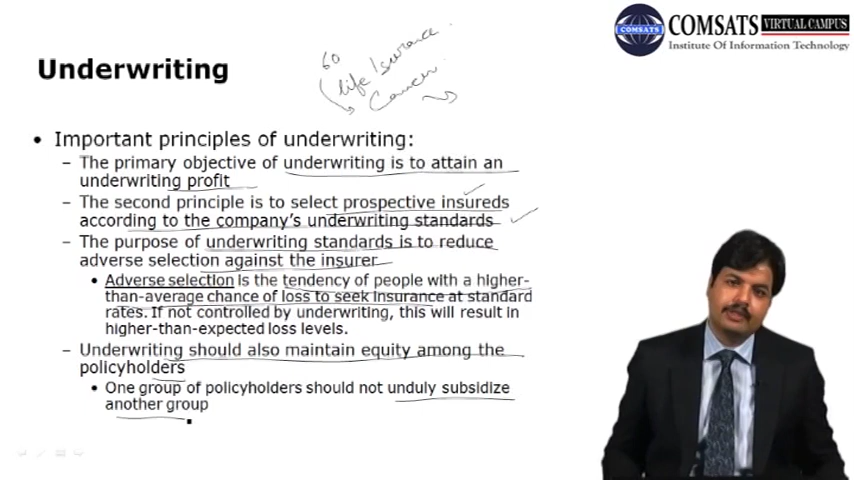 COMSATS VIRTUAL CAMPUS
Institute Of Information Technology
COMSATS
Underwriting
60
life Isurance
Cancer
• Important principles of underwriting:
– The primary objective of underwriting is to attain an
underwriting profit
– The second principle is to select prospective insureds
according to the company's underwriting standards
– The purpose of underwriting standards is to reduce
adverse selection against the insurer
• Adverse selection is the tendency of people with a higher-
than-average chance of loss to seek insurance at standard
rates. If not controlled by underwriting, this will result in
higher-than-expected loss levels.
– Underwriting should also maintain equity among the
policyholders
• One group of policyholders should not unduly subsidize
another group